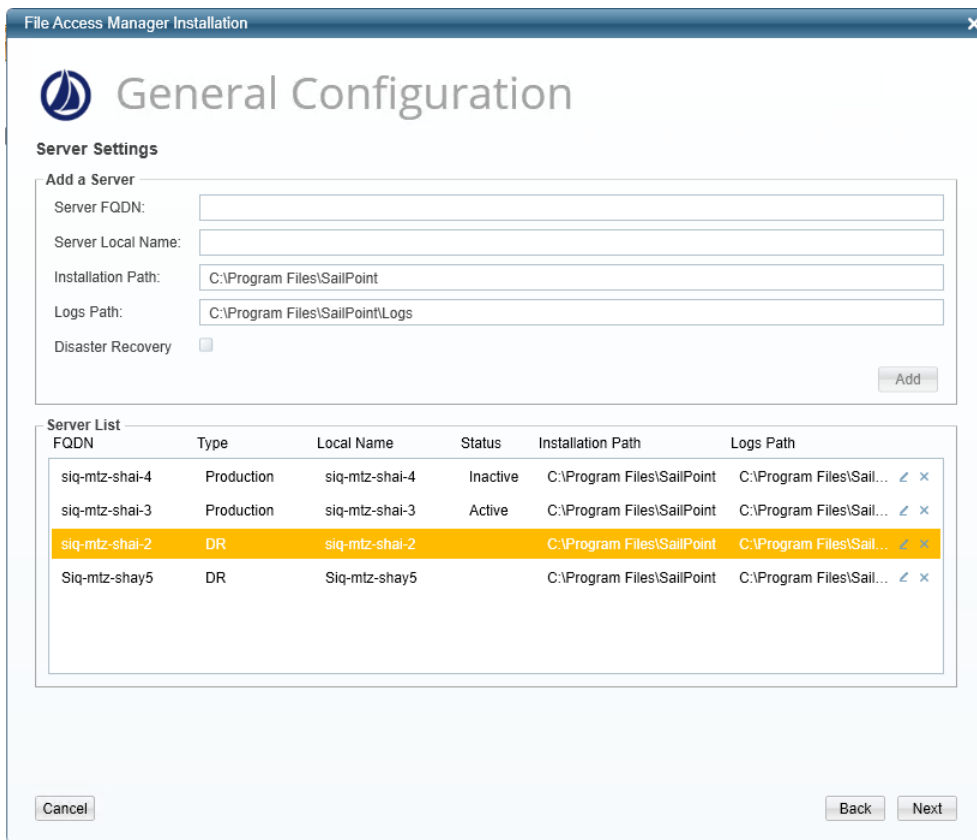 File Access Manager Installation
General Configuration
Server Settings
Add a Server
Server FQDN:
Server Local Name:
Installation Path: C:\Program Files\SailPoint
Logs Path: C:\Program Files\SailPoint\Logs
Disaster Recovery
Add
Server List
FQDN Type Local Name Status Installation Path Logs Path
siq-mtz-shai-4 Production siq-mtz-shai-4 Inactive C:\Program Files\SailPoint C:\Program Files\Sail...
siq-mtz-shai-3 Production siq-mtz-shai-3 Active C:\Program Files\SailPoint C:\Program Files\Sail...
siq-mtz-shai-2 DR siq-mtz-shai-2 C:\Program Files\SailPoint C:\Program Files\Sail...
Siq-mtz-shay5 DR Siq-mtz-shay5 C:\Program Files\SailPoint C:\Program Files\Sail...
Cancel Back Next